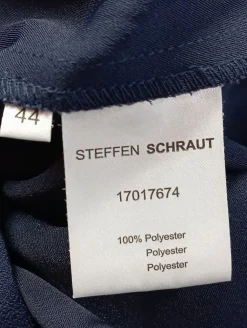 44
STEFFEN SCHRAUT
17017674
100% Polyester
Polyester
Polyester